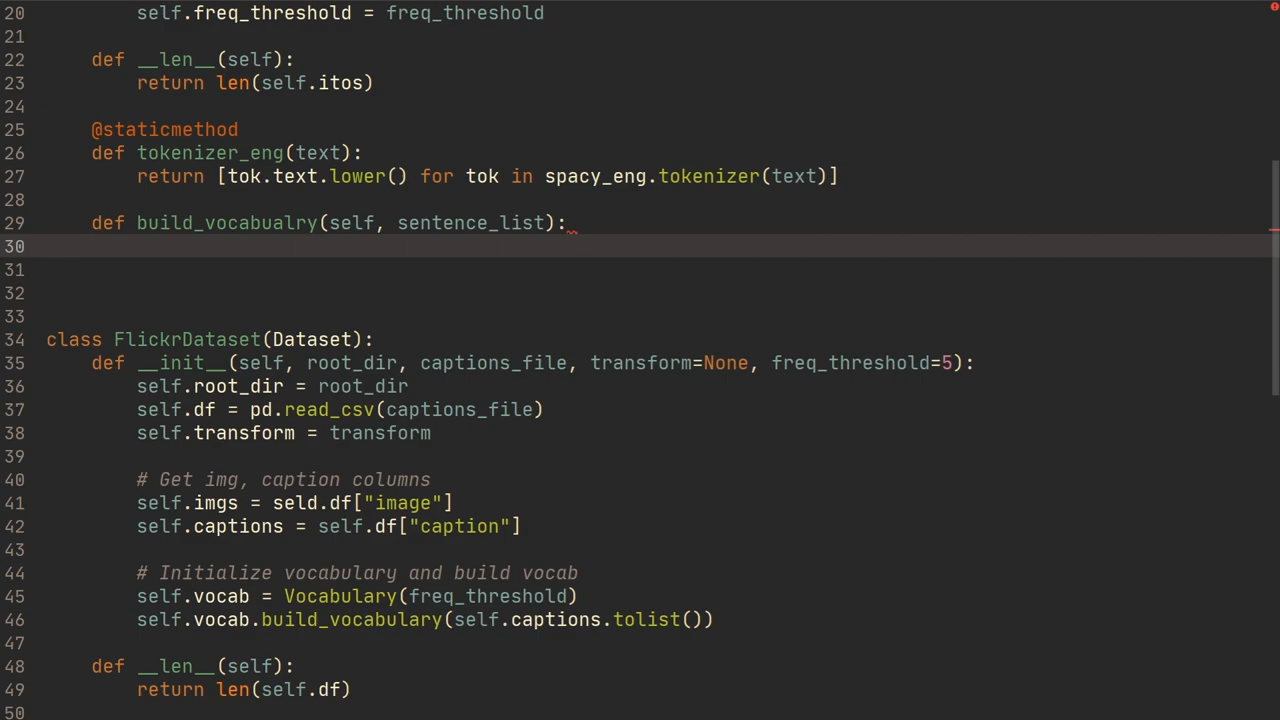 20 self.freq_threshold = freq_threshold
21
22 def __len__(self):
23 return len(self.itos)
24
25 @staticmethod
26 def tokenizer_eng(text):
27 return [tok.text.lower() for tok in spacy_eng.tokenizer(text)]
28
29 def build_vocabualry(self, sentence_list):
30
31
32
33
34 class FlickrDataset(Dataset):
35 def __init__(self, root_dir, captions_file, transform=None, freq_threshold=5):
36 self.root_dir = root_dir
37 self.df = pd.read_csv(captions_file)
38 self.transform = transform
39
40 # Get img, caption columns
41 self.imgs = seld.df["image"]
42 self.captions = self.df["caption"]
43
44 # Initialize vocabulary and build vocab
45 self.vocab = Vocabulary(freq_threshold)
46 self.vocab.build_vocabulary(self.captions.tolist())
47
48 def __len__(self):
49 return len(self.df)
50